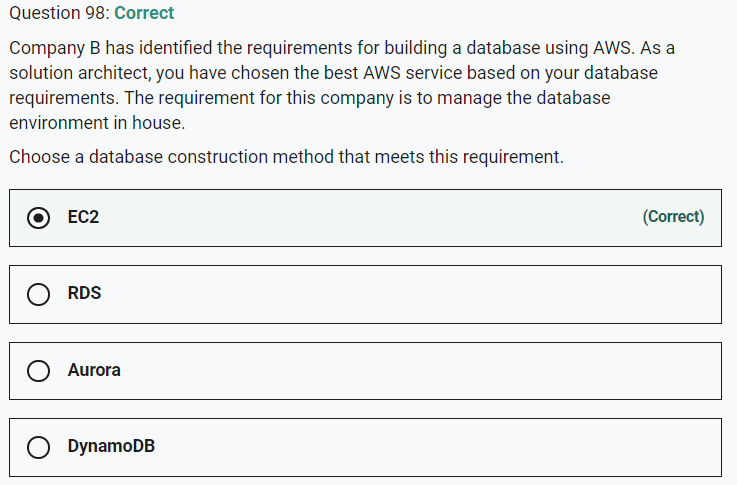 Question 98: Correct
Company B has identified the requirements for building a database using AWS. As a
solution architect, you have chosen the best AWS service based on your database
requirements. The requirement for this company is to manage the database
environment in house.
Choose a database construction method that meets this requirement.
EC2 (Correct)
RDS
Aurora
DynamoDB